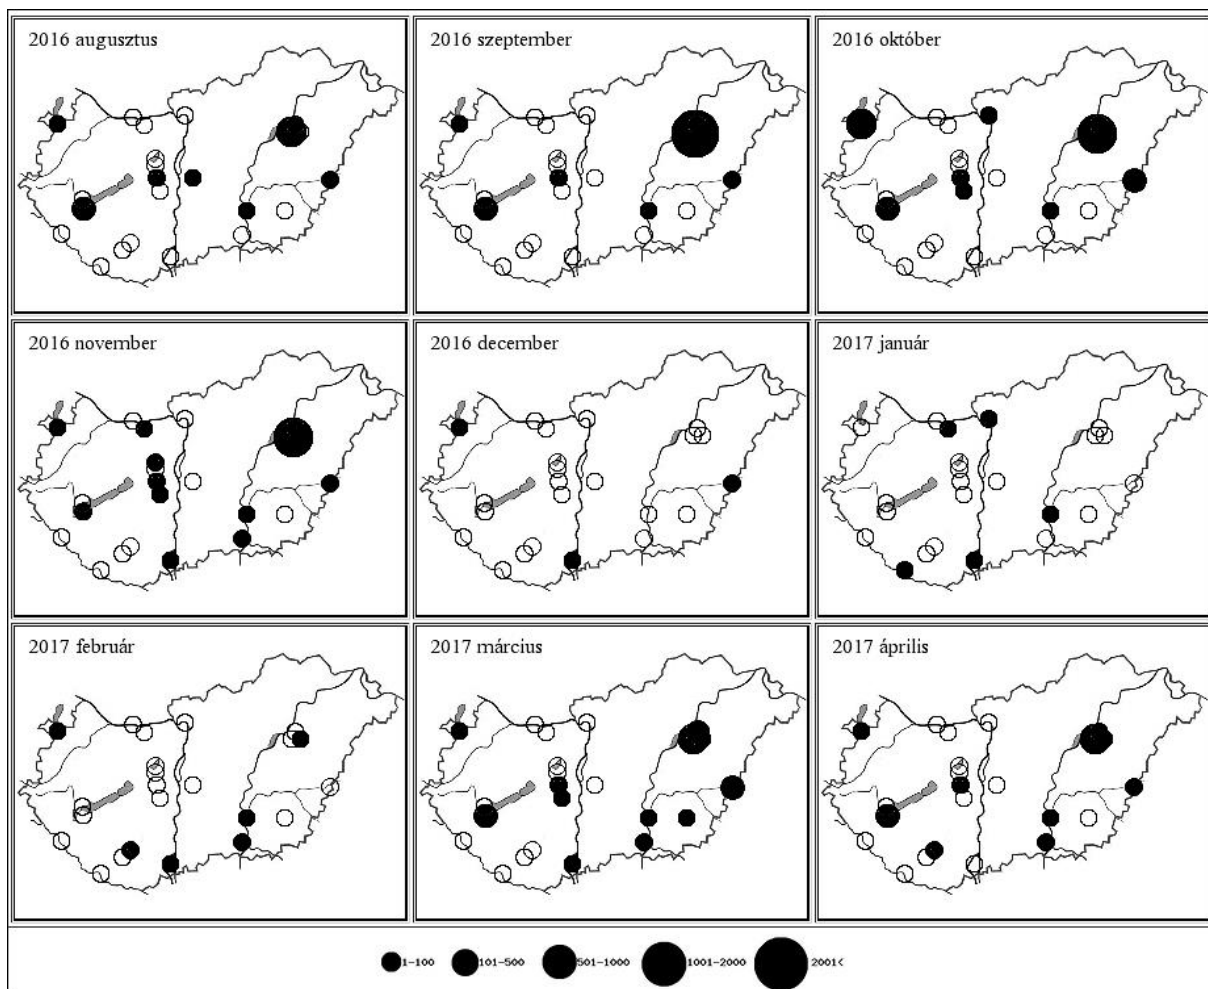 2016 augusztus
2016 szeptember
2016 október
2016 november
2016 december
2017 január
2017 február
2017 március
2017 április
1-100
101-500
501-1000
1001-2000
2001<